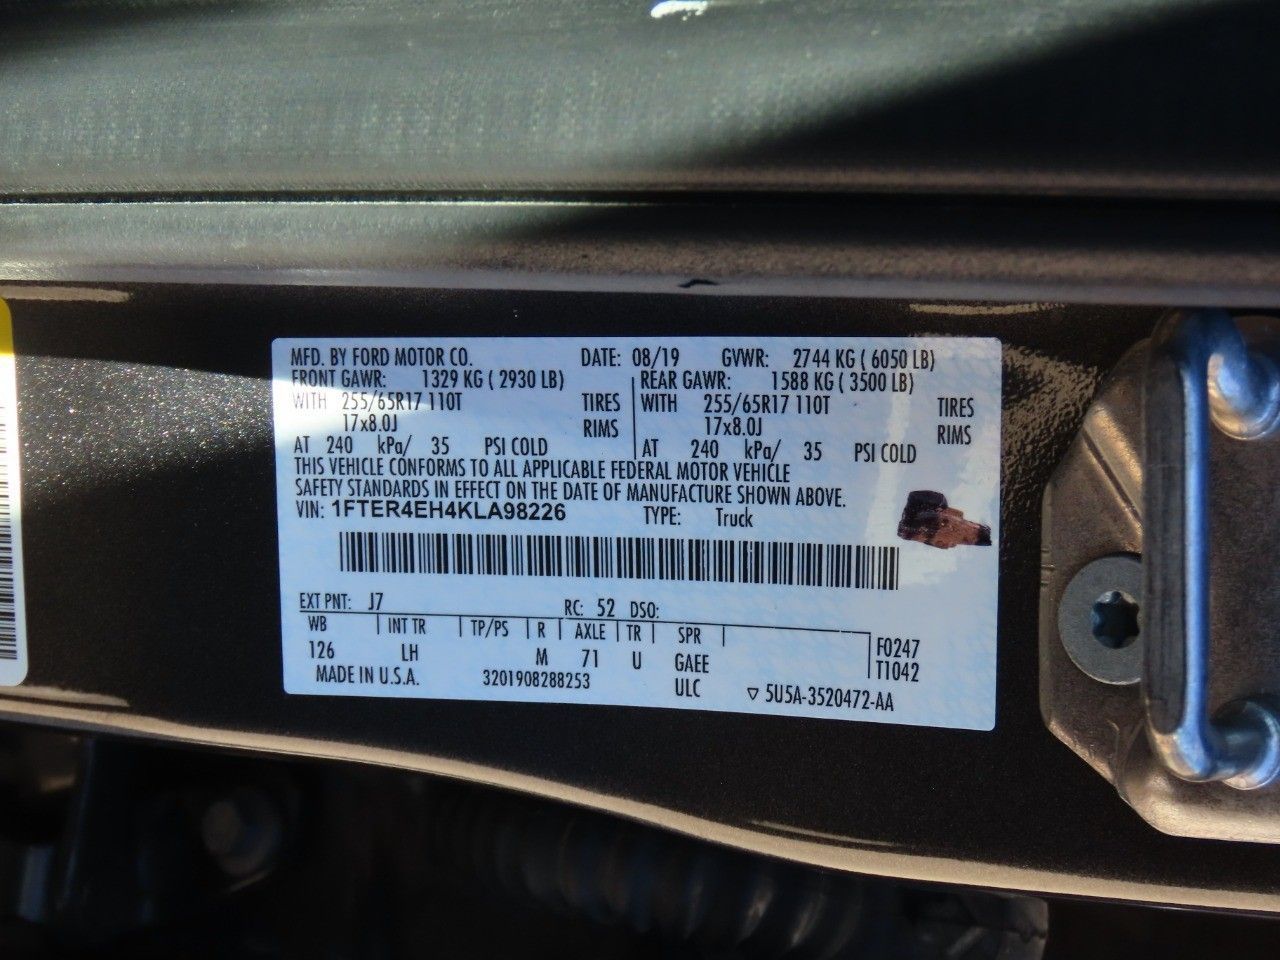 MFD. BY FORD MOTOR CO. DATE: 08/19 GVWR: 2744 KG ( 6050 LB)
FRONT GAWR: 1329 KG ( 2930 LB) REAR GAWR: 1588 KG ( 3500 LB)
WITH 255/65R17 110T TIRES WITH 255/65R17 110T TIRES
17x8.0J RIMS 17x8.0J RIMS
AT 240 kPa/ 35 PSI COLD AT 240 kPa/ 35 PSI COLD
THIS VEHICLE CONFORMS TO ALL APPLICABLE FEDERAL MOTOR VEHICLE
SAFETY STANDARDS IN EFFECT ON THE DATE OF MANUFACTURE SHOWN ABOVE.
VIN: 1FTER4EH4KLA98226 TYPE: Truck
EXT PNT: J7 RC: 52 DSO:
WB INT TR TP/PS R AXLE TR SPR F0247
126 LH M 71 U GAEE T1042
MADE IN U.S.A. 3201908288253 ULC ▽ 5U5A-3520472-AA